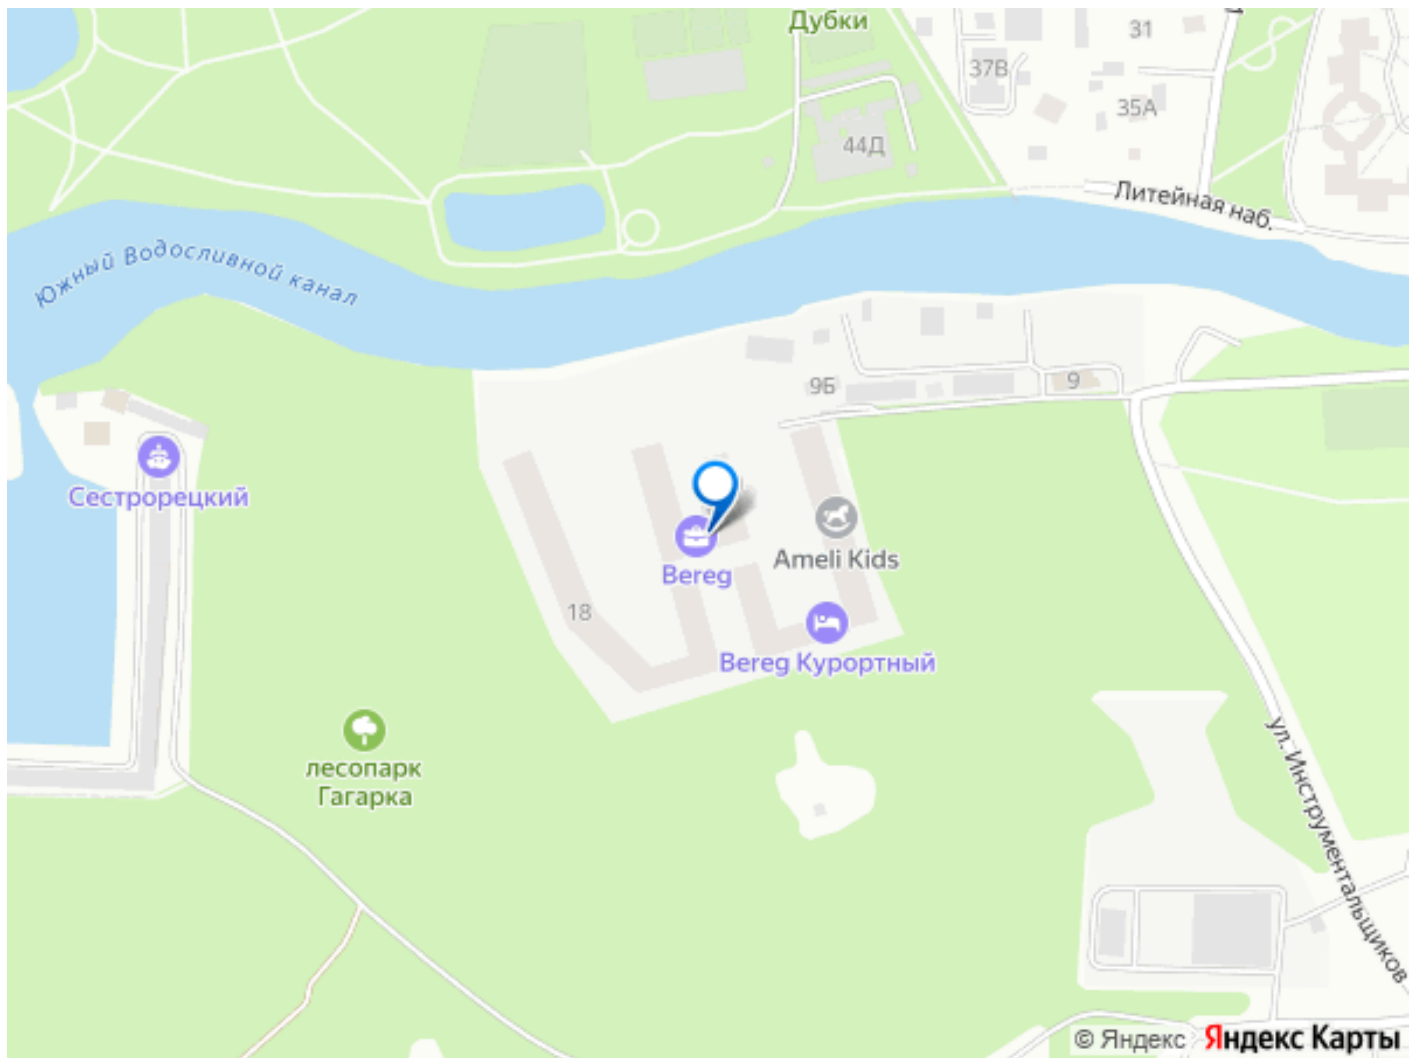 Дубки
31
37В
35А
44Д
Литейная наб.
Южный Водосливной канал
9Б
9
Сестрорецкий
Bereg
Ameli Kids
18
Bereg Курортный
лесопарк
Гагарка
ул. Инструментальщиков
© Яндекс Яндекс Карты